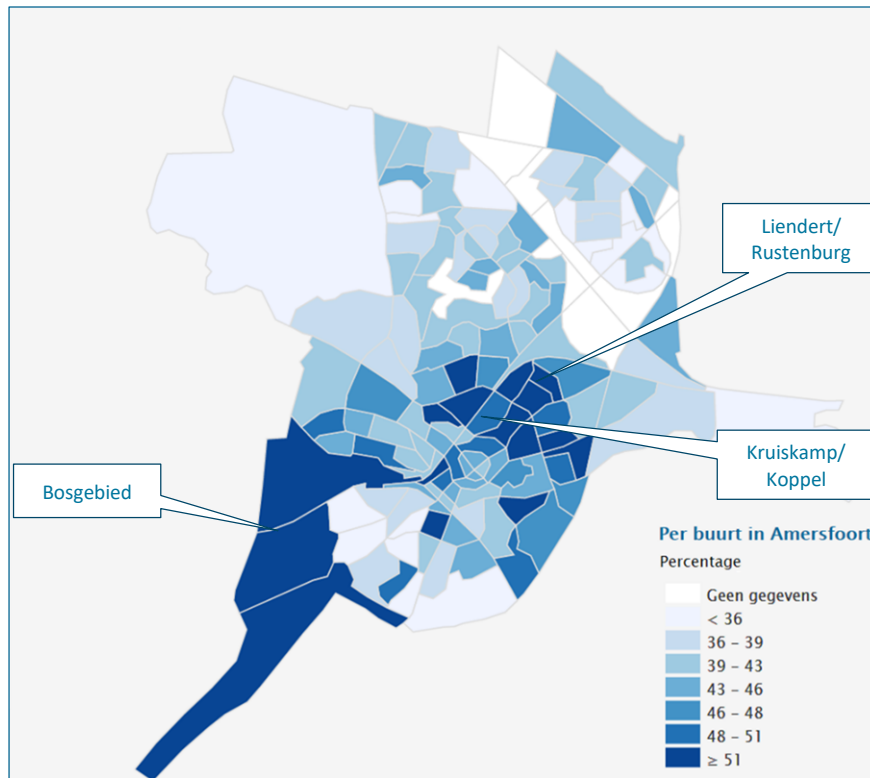 Liendert/
Rustenburg
Kruiskamp/
Koppel
Bosgebied
Per buurt in Amersfoort
Percentage
Geen gegevens
< 36
36 – 39
39 – 43
43 – 46
46 – 48
48 – 51
≥ 51